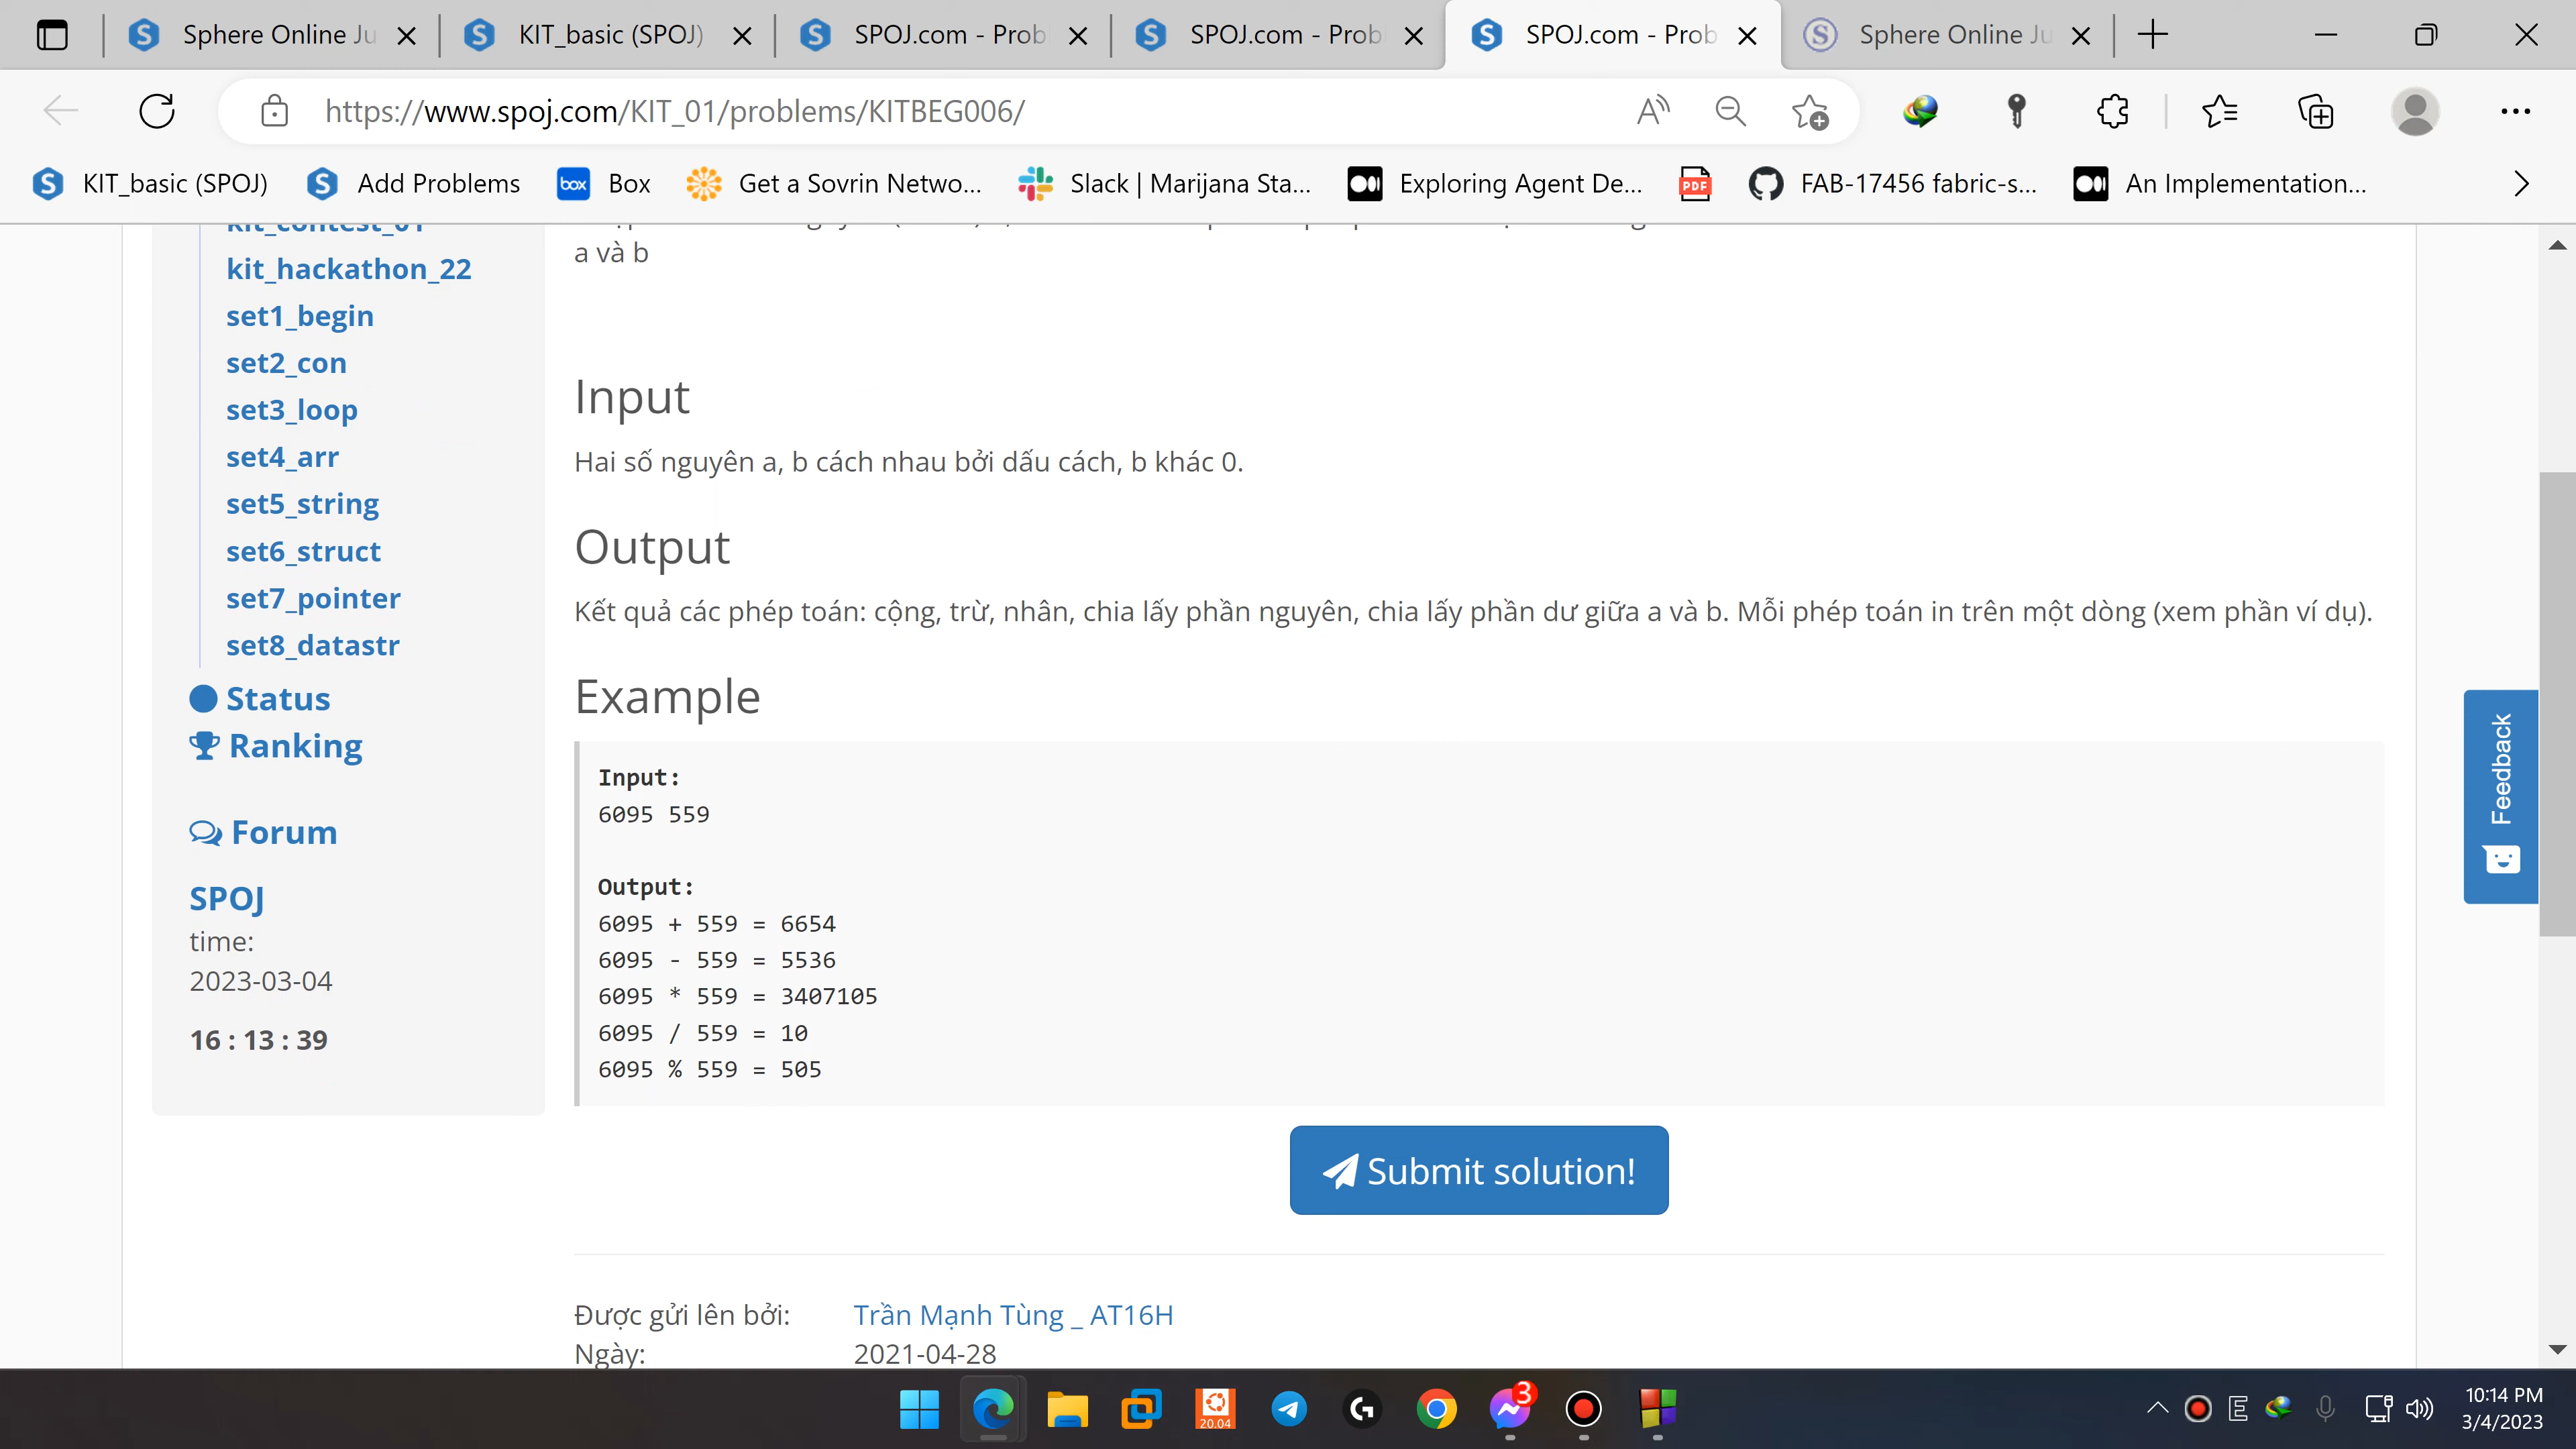 Sphere Online Ju
KIT_basic (SPOJ)
SPOJ.com - Prob
SPOJ.com - Prob
SPOJ.com - Prob
Sphere Online Ju
https://www.spoj.com/KIT_01/problems/KITBEG006/
KIT_basic (SPOJ)
Add Problems
box
Box
Get a Sovrin Netwo...
Slack | Marijana Sta...
Exploring Agent De...
PDF
FAB-17456 fabric-s...
An Implementation...
kit_contest_01
kit_hackathon_22
set1_begin
set2_con
set3_loop
set4_arr
set5_string
set6_struct
set7_pointer
set8_datastr
Status
Ranking
Forum
SPOJ
time:
2023-03-04
16 : 13 : 39
a và b
Input
Hai số nguyên a, b cách nhau bởi dấu cách, b khác 0.
Output
Kết quả các phép toán: cộng, trừ, nhân, chia lấy phần nguyên, chia lấy phần dư giữa a và b. Mỗi phép toán in trên một dòng (xem phần ví dụ).
Example
Input:
6095 559
Output:
6095 + 559 = 6654
6095 - 559 = 5536
6095 * 559 = 3407105
6095 / 559 = 10
6095 % 559 = 505
Submit solution!
Được gửi lên bởi:
Trần Mạnh Tùng _ AT16H
Ngày:
2021-04-28
Feedback
20.04
3
E
10:14 PM
3/4/2023